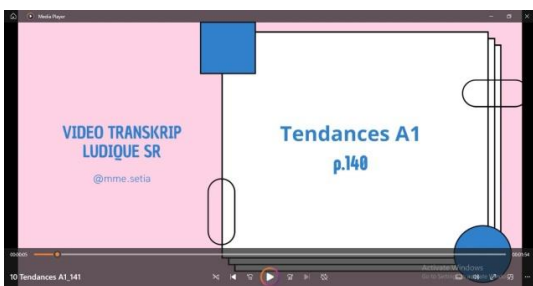 Media Player
VIDEO TRANSKRIP
LUDIQUE SR
@mme.setia
Tendances A1
p.140
10 Tendances A1_141
Activate Windows